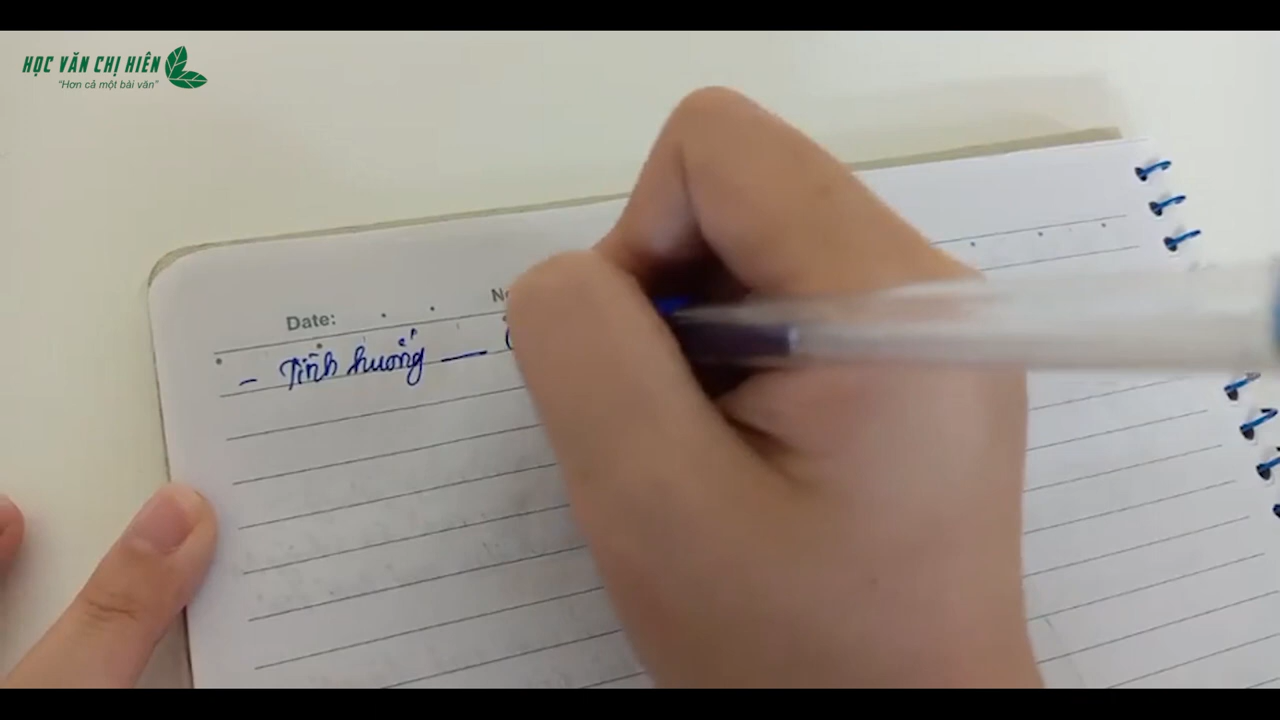 HỌC VĂN CHỊ HIÊN
"Hơn cả một bài văn"
Date:
- Tình huống —